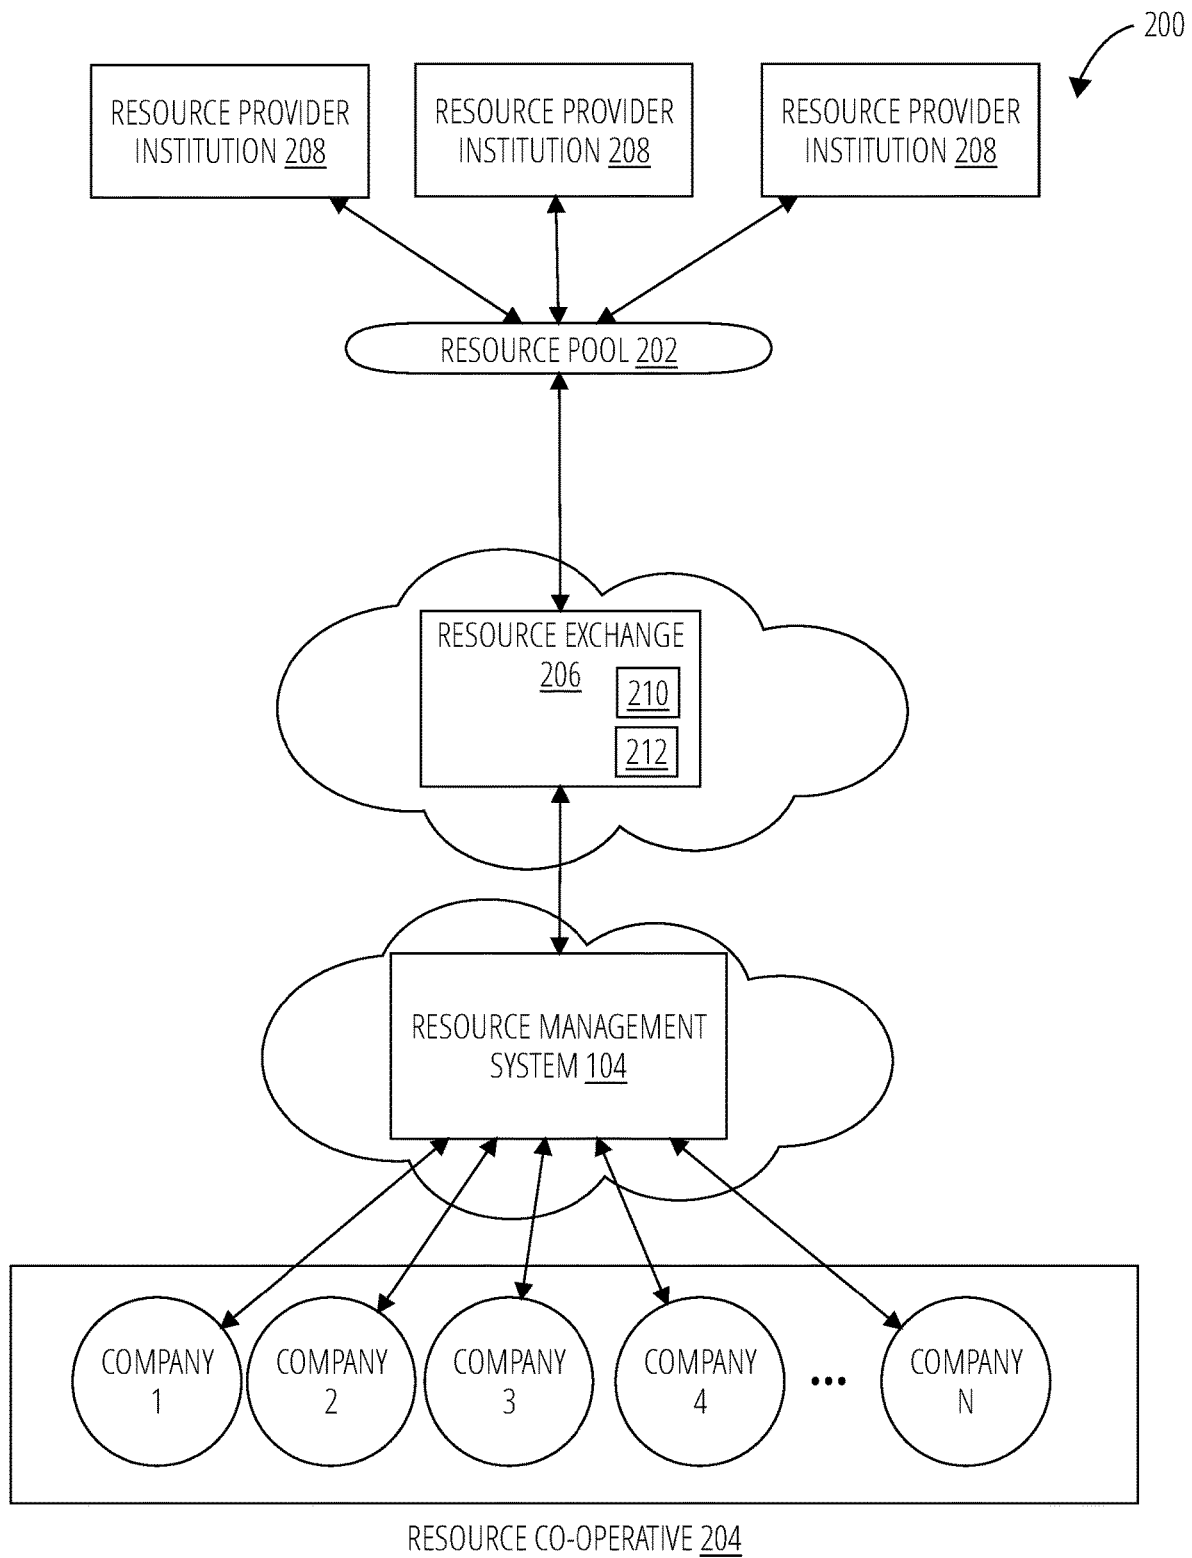 200
RESOURCE PROVIDER
INSTITUTION 208
RESOURCE PROVIDER
INSTITUTION 208
RESOURCE PROVIDER
INSTITUTION 208
RESOURCE POOL 202
RESOURCE EXCHANGE
206
210
212
RESOURCE MANAGEMENT
SYSTEM 104
COMPANY
1
COMPANY
2
COMPANY
3
COMPANY
4
•••
COMPANY
N
RESOURCE CO-OPERATIVE 204